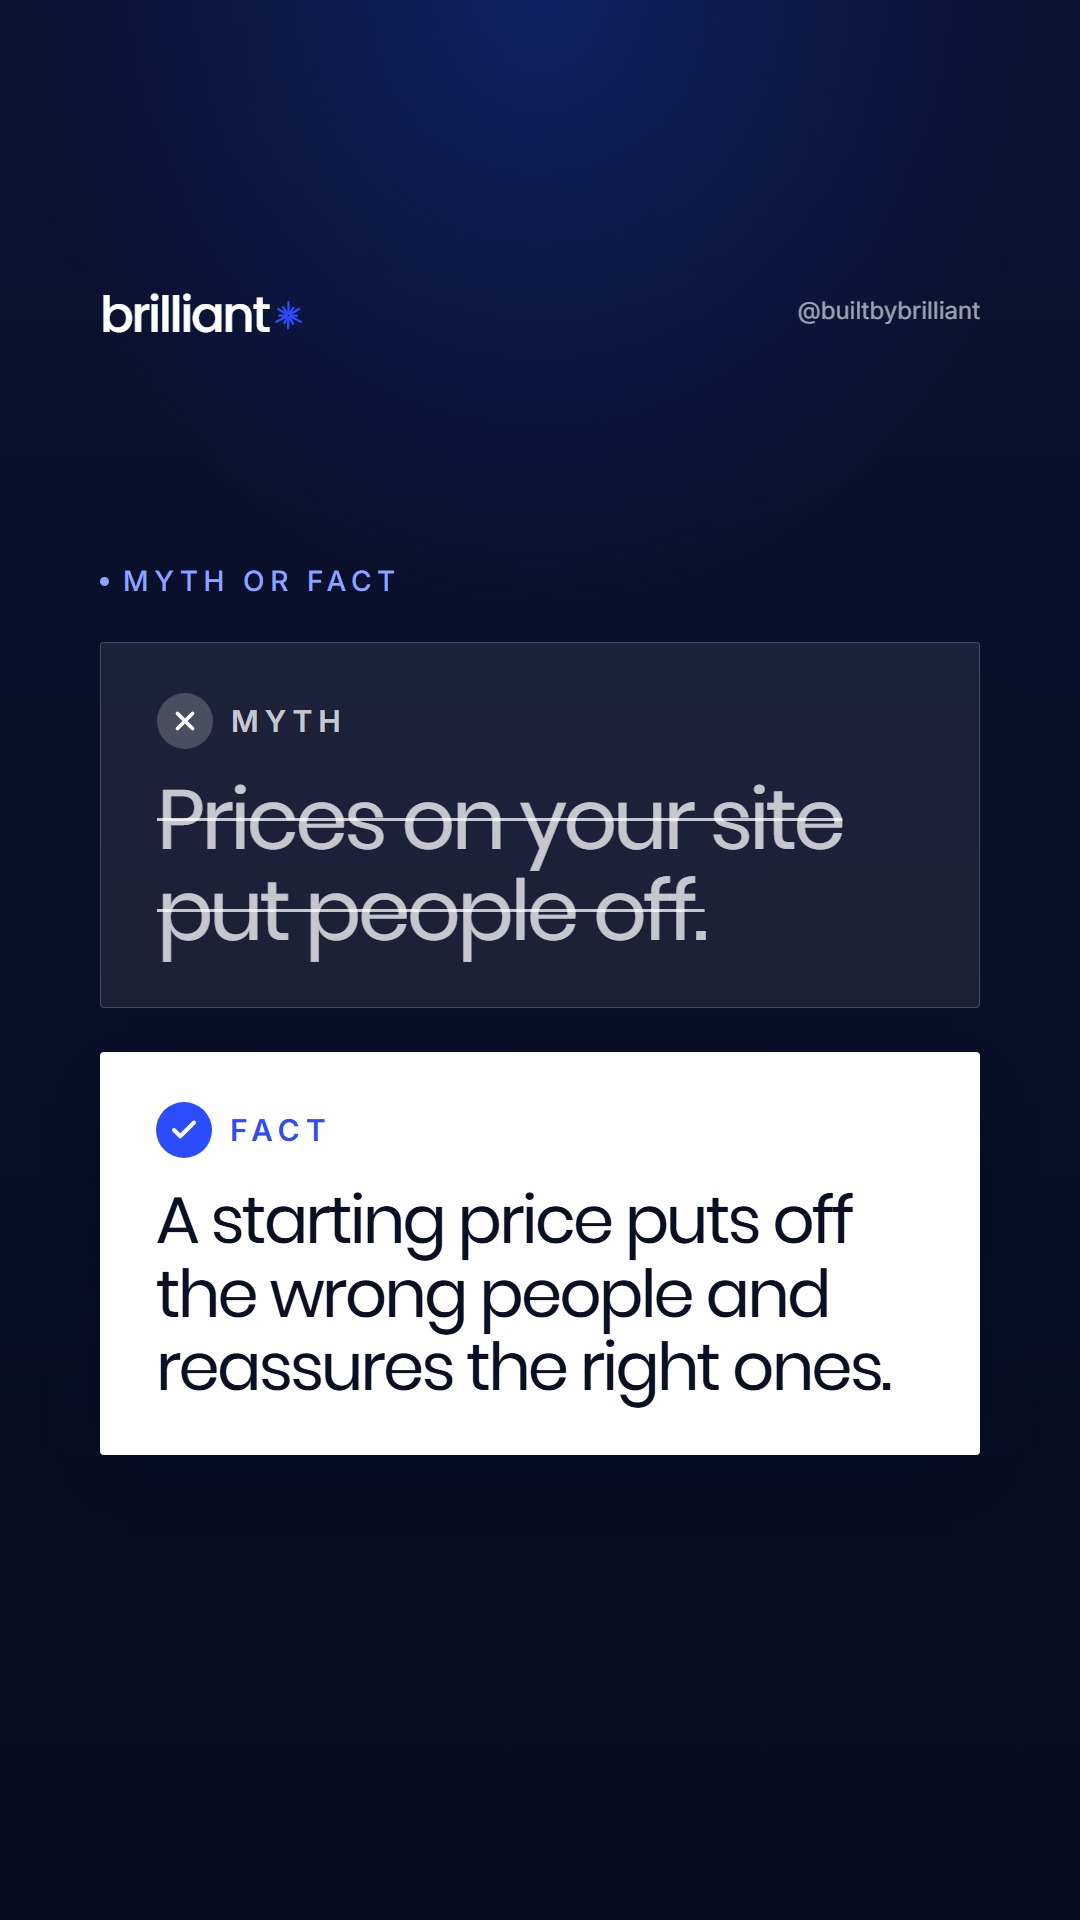 brilliant
@builtbybrilliant
• MYTH OR FACT
MYTH
Prices on your site
put people off.
FACT
A starting price puts off
the wrong people and
reassures the right ones.